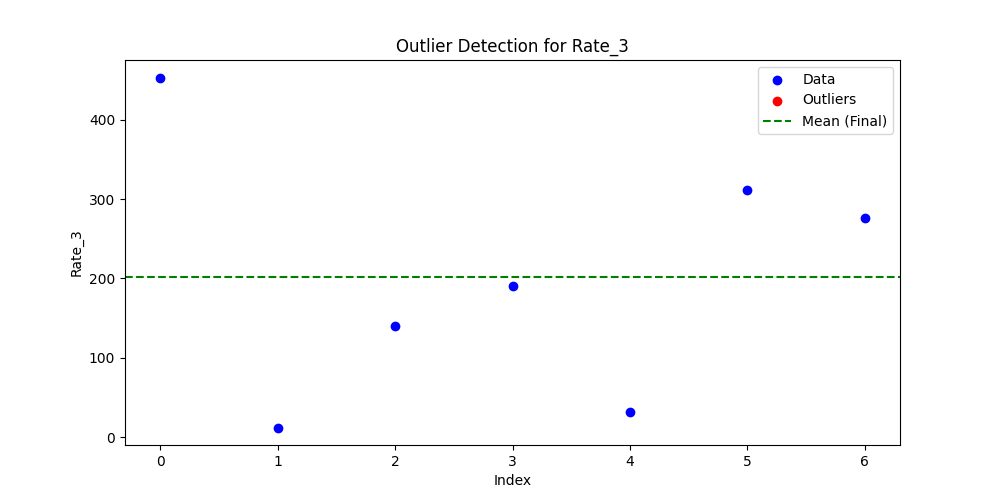 Outlier Detection for Rate_3
Data
Outliers
Mean (Final)
400
300
200
100
0
Rate_3
0 1 2 3 4 5 6
Index